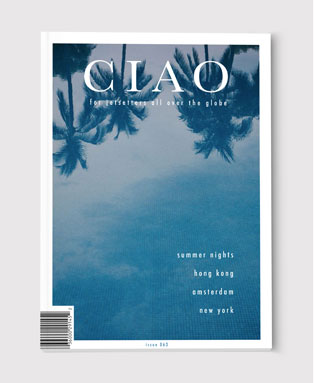 CIAO
for jetsetters all over the globe
summer nights
hong kong
amsterdam
new york